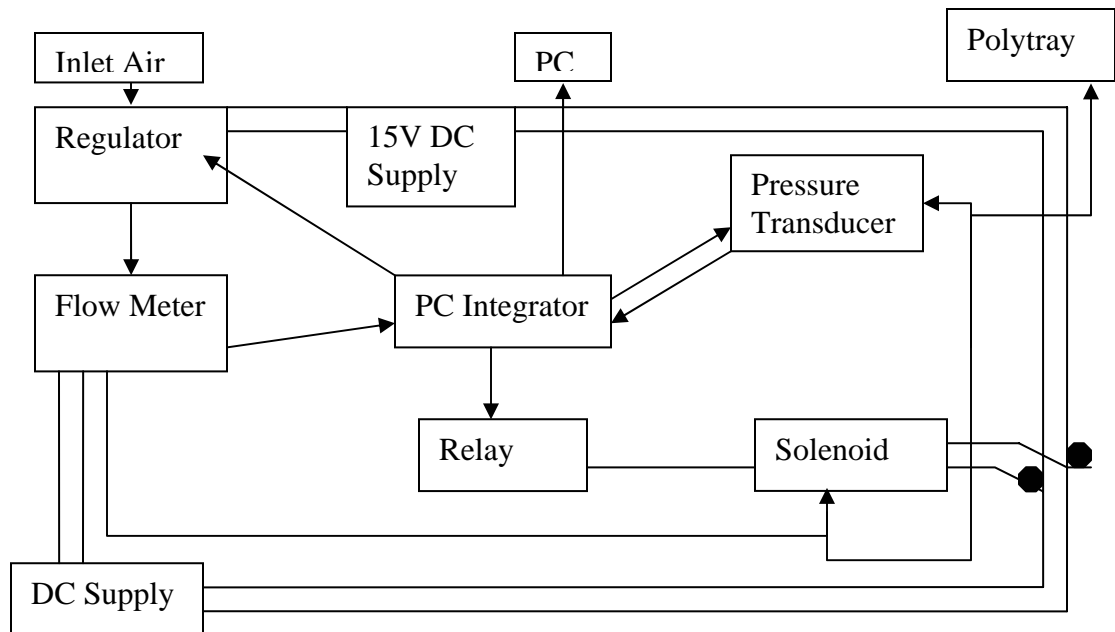 Inlet Air
PC
Polytray
Regulator
15V DC
Supply
Pressure
Transducer
Flow Meter
PC Integrator
Relay
Solenoid
DC Supply